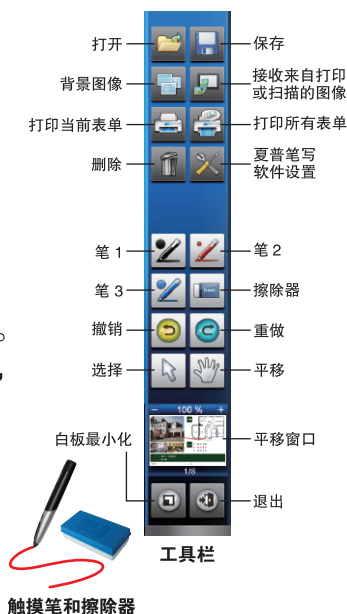 打开
保存
背景图像
接收来自打印
或扫描的图像
打印当前表单
打印所有表单
删除
夏普笔写
软件设置
笔 1
笔 2
笔 3
擦除器
。
撤销
重做
，
选择
平移
− 100 % +
白板最小化
平移窗口
1/8
退出
工具栏
触摸笔和擦除器